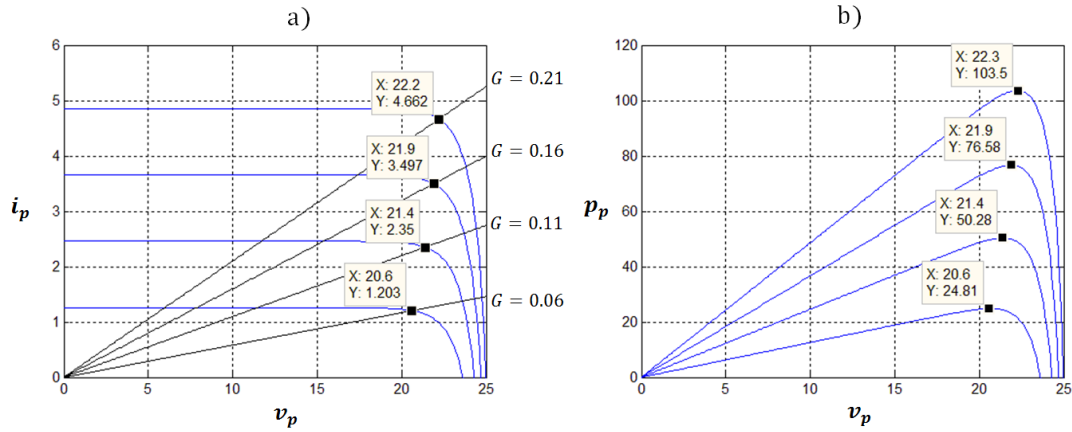 a)
6
5
4
3
2
1
0
i_p
0 5 10 15 20 25
v_p
X: 22.2
Y: 4.662
X: 21.9
Y: 3.497
X: 21.4
Y: 2.35
X: 20.6
Y: 1.203
G = 0.21
G = 0.16
G = 0.11
G = 0.06
b)
120
100
80
60
40
20
0
p_p
0 5 10 15 20 25
v_p
X: 22.3
Y: 103.5
X: 21.9
Y: 76.58
X: 21.4
Y: 50.28
X: 20.6
Y: 24.81